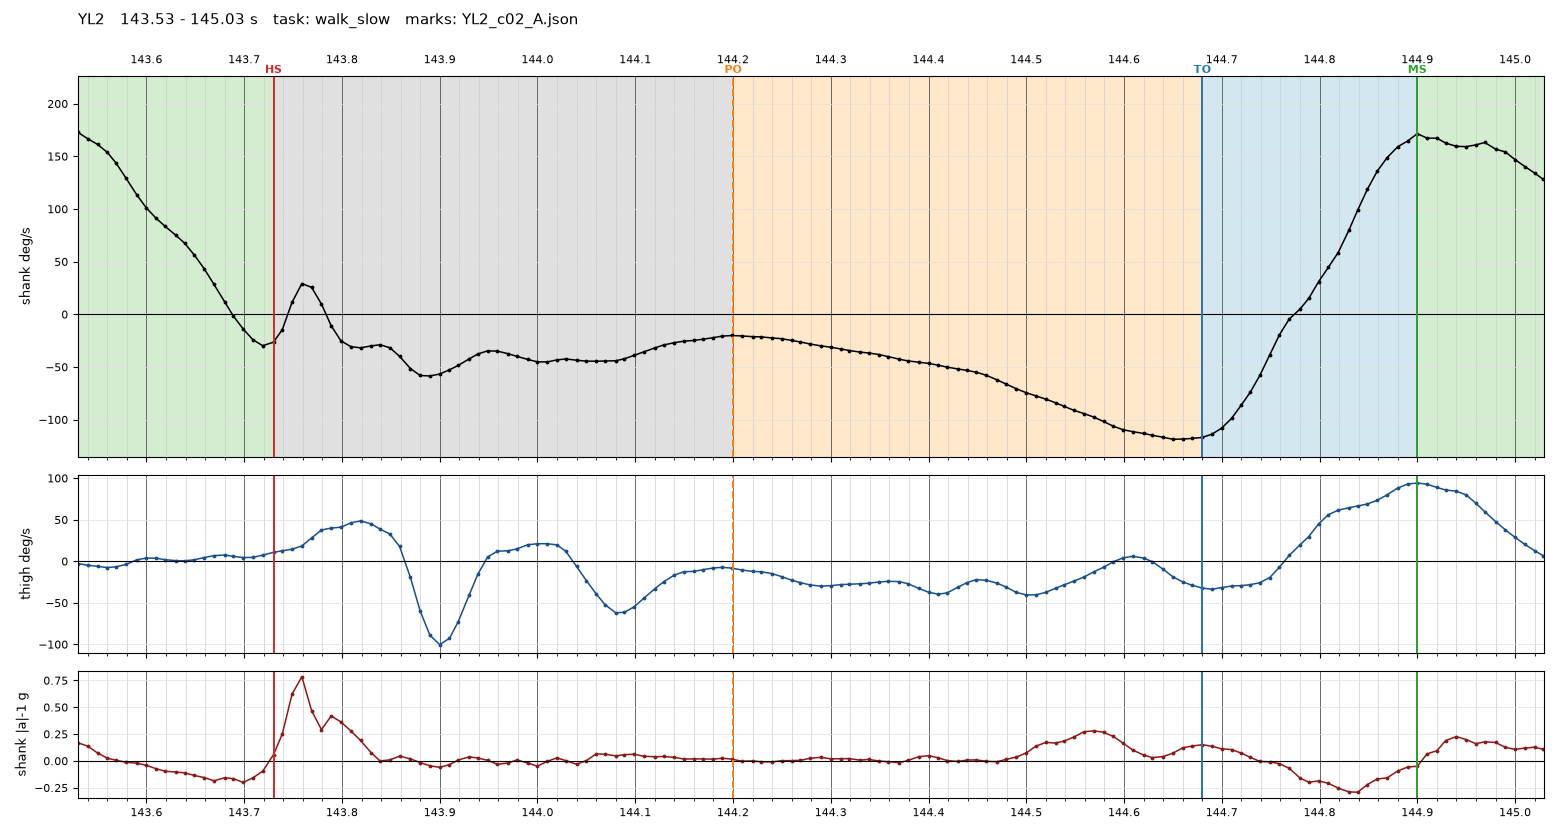 YL2   143.53 - 145.03 s   task: walk_slow   marks: YL2_c02_A.json
143.6 143.7 143.8 143.9 144.0 144.1 144.2 144.3 144.4 144.5 144.6 144.7 144.8 144.9 145.0
HS PO TO MS
shank deg/s
200
150
100
50
0
−50
−100
thigh deg/s
100
50
0
−50
−100
shank |a|-1 g
0.75
0.50
0.25
0.00
−0.25
143.6 143.7 143.8 143.9 144.0 144.1 144.2 144.3 144.4 144.5 144.6 144.7 144.8 144.9 145.0